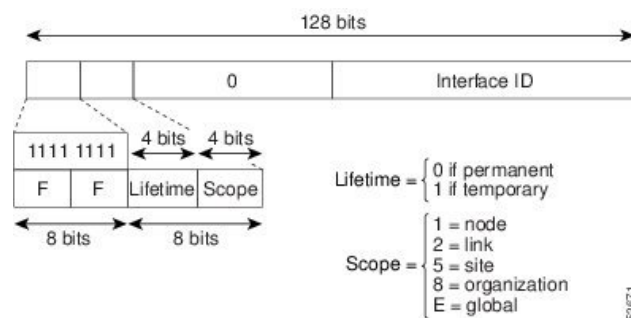 128 bits
0 Interface ID
4 bits 4 bits
1111 1111
F F Lifetime Scope
8 bits 8 bits
Lifetime = 0 if permanent
1 if temporary
Scope = 1 = node
2 = link
5 = site
8 = organization
E = global